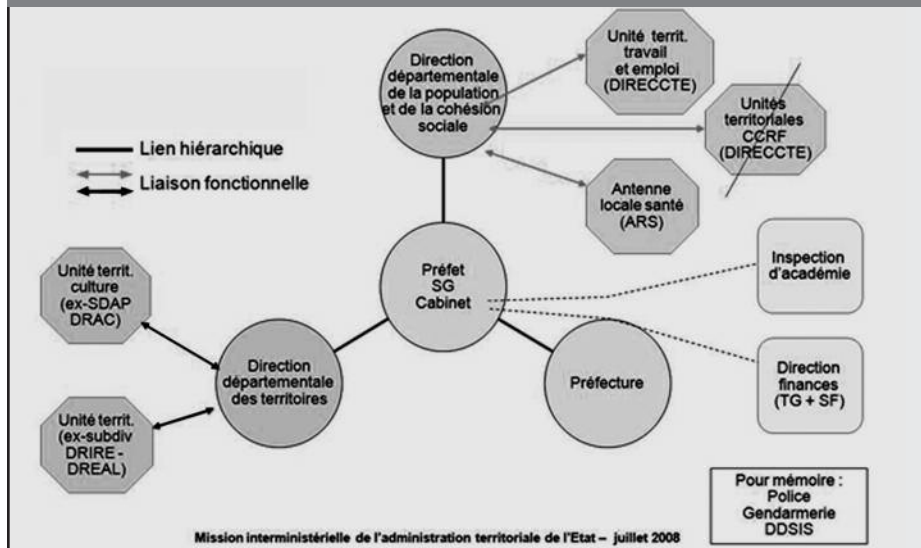 Direction
départementale
de la population
et de la cohésion
sociale
Unité territ.
travail
et emploi
(DIRECCTE)
Unités
territoriales
CCRF
(DIRECCTE)
Antenne
locale santé
(ARS)
Lien hiérarchique
Liaison fonctionnelle
Unité territ.
culture
(ex-SDAP
DRAC)
Préfet
SG
Cabinet
Inspection
d'académie
Direction
départementale
des territoires
Préfecture
Direction
finances
(TG + SF)
Unité territ.
(ex-subdiv
DRIRE -
DREAL)
Pour mémoire :
Police
Gendarmerie
DDSIS
Mission interministérielle de l'administration territoriale de l'Etat – juillet 2008